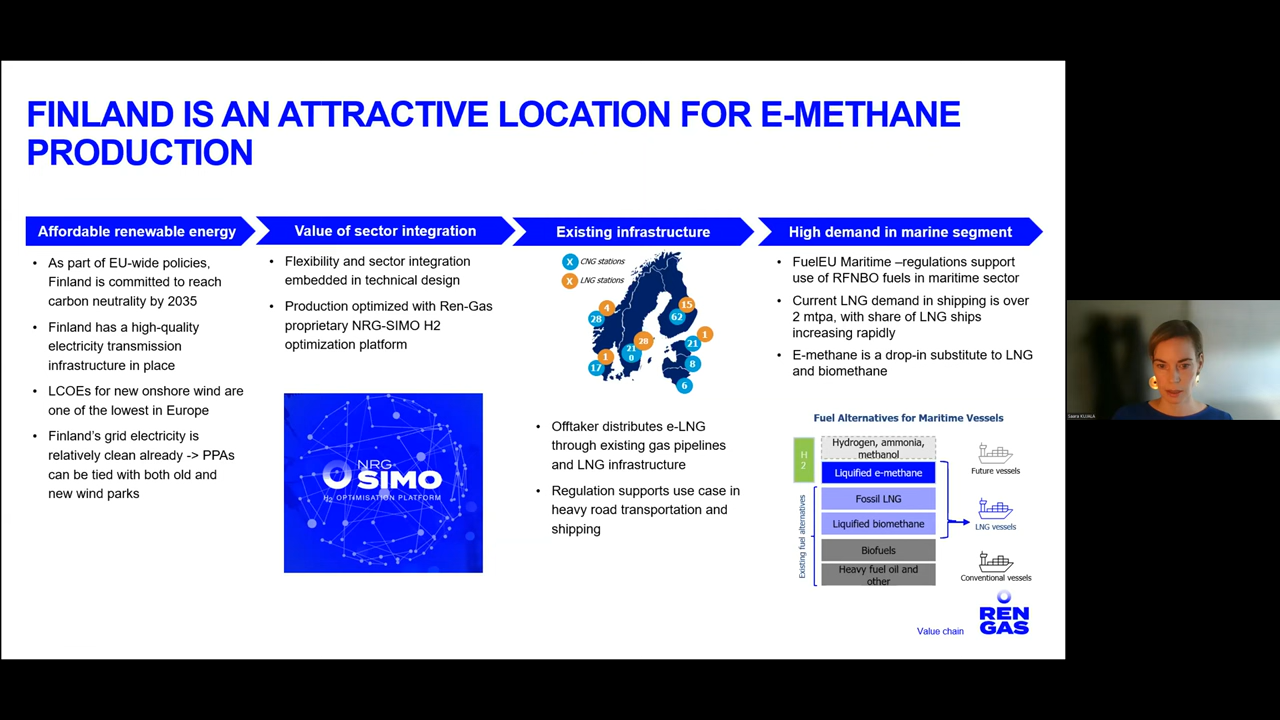 FINLAND IS AN ATTRACTIVE LOCATION FOR E-METHANE
PRODUCTION
Affordable renewable energy
• As part of EU-wide policies,
Finland is committed to reach
carbon neutrality by 2035
• Finland has a high-quality
electricity transmission
infrastructure in place
• LCOEs for new onshore wind are
one of the lowest in Europe
• Finland's grid electricity is
relatively clean already -> PPAs
can be tied with both old and
new wind parks
Value of sector integration
• Flexibility and sector integration
embedded in technical design
• Production optimized with Ren-Gas
proprietary NRG-SIMO H2
optimization platform
NRG
SIMO
H2 OPTIMISATION PLATFORM
Existing infrastructure
X CNG stations
X LNG stations
4
28
15
62
1
28
21
0
21
1
17
8
6
• Offtaker distributes e-LNG
through existing gas pipelines
and LNG infrastructure
• Regulation supports use case in
heavy road transportation and
shipping
High demand in marine segment
• FuelEU Maritime –regulations support
use of RFNBO fuels in maritime sector
• Current LNG demand in shipping is over
2 mtpa, with share of LNG ships
increasing rapidly
• E-methane is a drop-in substitute to LNG
and biomethane
Fuel Alternatives for Maritime Vessels
H
2
Hydrogen, ammonia,
methanol
Liquified e-methane
Fossil LNG
Liquified biomethane
Biofuels
Heavy fuel oil and
other
Existing fuel alternatives
Future vessels
LNG vessels
Conventional vessels
Value chain
REN
GAS
Saara KUJALA